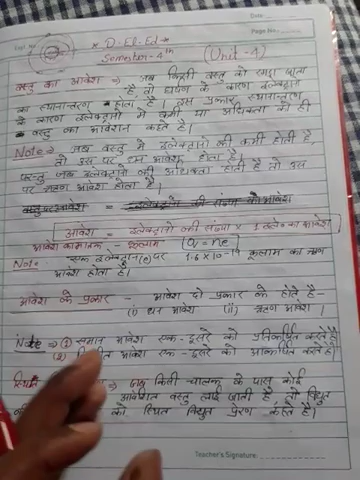 Date ...
Page No...
* D·El·Ed *
Semester - 4th
(Unit - 4)
वस्तु का आवेश ⇒ जब किसी वस्तु को रगड़ा जाता
है, तो घर्षण के कारण इलेक्ट्रान
का स्थानान्तरण होता है। इस प्रकार स्थानान्तरण
के कारण इलेक्ट्रानो में कमी या अधिकता को ही
वस्तु का आवेशन कहते है।
Note ⇒ जब वस्तु में इलेक्ट्रानो की कमी होती है,
तो उस पर धन आवेश होता है।
परन्तु जब इलेक्ट्रानो की अधिकता होती है तो उस
पर ऋण आवेश होता है।
आवेश = इलेक्ट्रानो की संख्या × 1 इले० का आवेश
आवेश का मात्रक - कूलाम Q = ne
Note एक इलेक्ट्रान (e) पर 1.6 × 10 -19 कूलाम का ऋण
आवेश होता है।
आवेश के प्रकार - आवेश दो प्रकार के होते है -
(i) धन आवेश (ii) ऋण आवेश।
Note ⇒ (1) समान आवेश एक-दूसरे को प्रतिकर्षित करते है
(2) आवेश एक-दूसरे को आकर्षित करते है।
जब किसी चालक के पास कोई
आवेशित वस्तु लाई जाती है, तो विद्युत
को स्थिर विद्युत प्रेरण कहते है।
Teacher's Signature